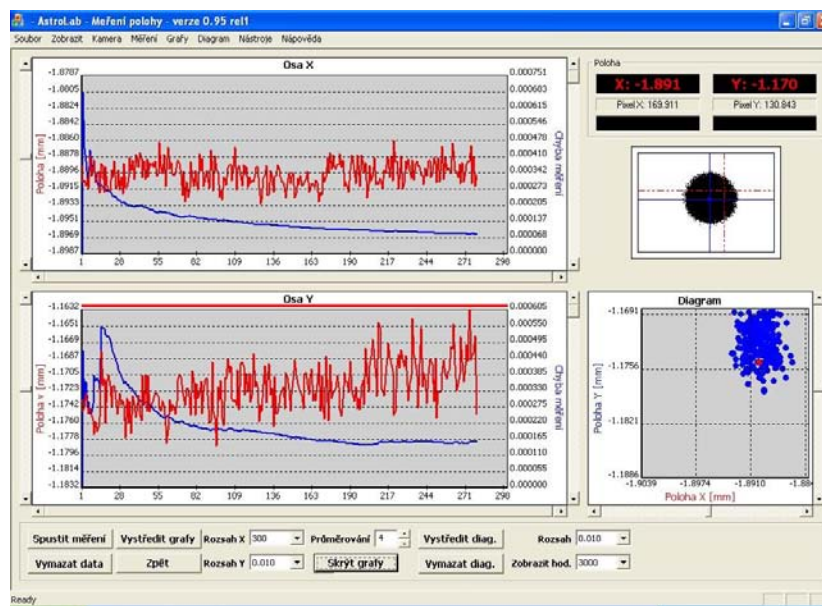 AstroLab - Meření polohy - verze 0.95 rel1
Soubor Zobrazit Kamera Měření Grafy Diagram Nástroje Nápověda
Osa X
Poloha [mm]
-1.8787
-1.8805
-1.8824
-1.8842
-1.8860
-1.8878
-1.8896
-1.8915
-1.8933
-1.8951
-1.8969
-1.8987
0.000751
0.000603
0.000615
0.000546
0.000478
0.000410
0.000342
0.000273
0.000205
0.000137
0.000068
0.000000
Chyba měření
1 28 55 82 109 136 163 190 217 244 271 298
Poloha
X: -1.891 Y: -1.170
Pixel X: 169.911 Pixel Y: 130.843
Osa Y
Poloha v [mm]
-1.1632
-1.1651
-1.1669
-1.1687
-1.1705
-1.1723
-1.1742
-1.1760
-1.1778
-1.1796
-1.1814
-1.1832
0.000605
0.000550
0.000495
0.000440
0.000385
0.000330
0.000275
0.000220
0.000165
0.000110
0.000055
0.000000
Chyba měření
1 28 55 82 109 136 163 190 217 244 271 298
Diagram
Poloha Y [mm]
-1.1691
-1.1756
-1.1821
-1.1886
-1.9039 -1.8974 -1.8910 -1.88
Poloha X [mm]
Spustit měření Vystředit grafy Rozsah X 300 Průměrování 4 Vystředit diag. Rozsah 0.010
Vymazat data Zpět Rozsah Y 0.010 Skrýt grafy Vymazat diag. Zobrazit hod. 3000
Ready